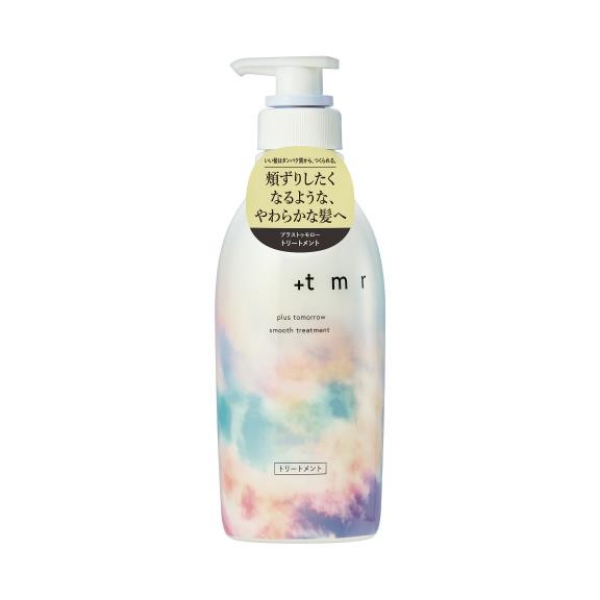 いい髪はタンパク質から、つくられる。
頬ずりしたく
なるような、
やわらかな髪へ
プラストゥモロー
トリートメント
+t m r
plus tomorrow
smooth treatment
トリートメント